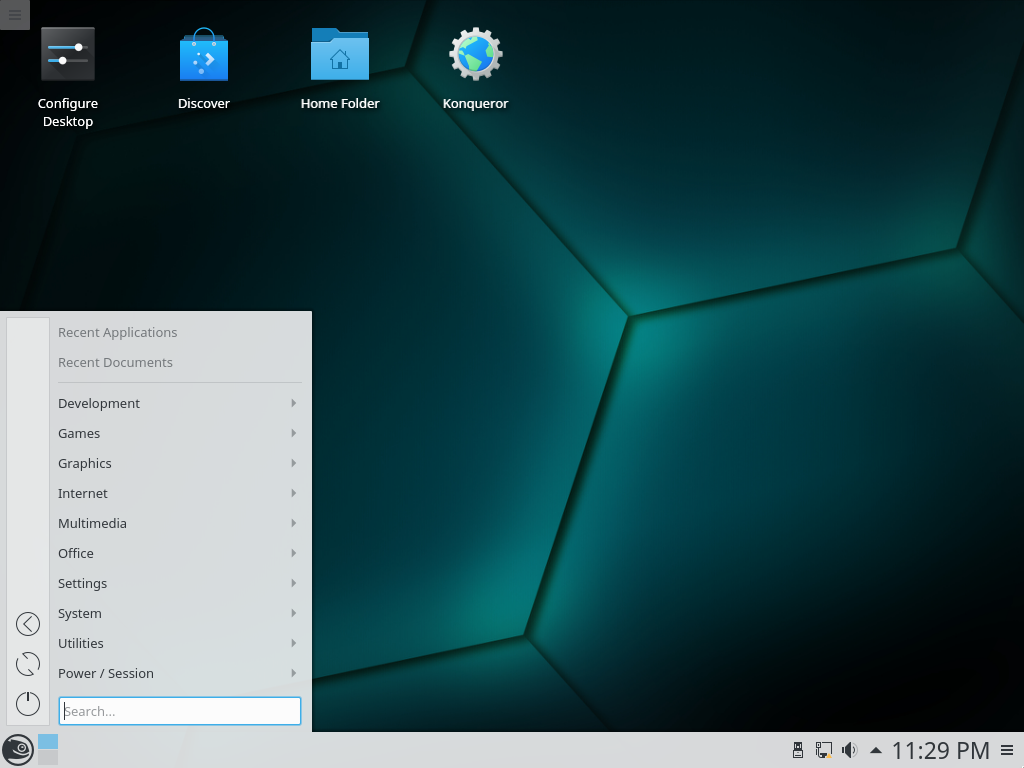 Configure
Desktop
Discover
Home Folder
Konqueror
Recent Applications
Recent Documents
Development
Games
Graphics
Internet
Multimedia
Office
Settings
System
Utilities
Power / Session
Search...
11:29 PM